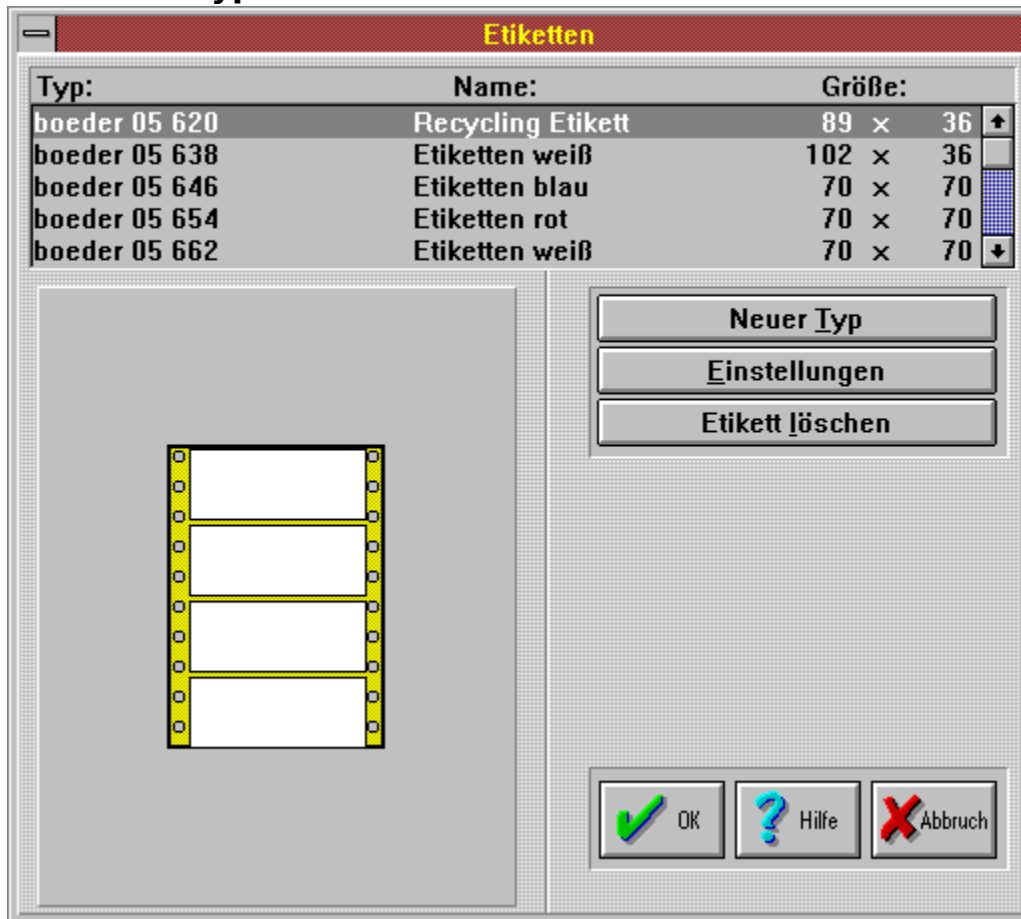 Etiketten
Typ: Name: Größe:
boeder 05 620 Recycling Etikett 89 x 36
boeder 05 638 Etiketten weiß 102 x 36
boeder 05 646 Etiketten blau 70 x 70
boeder 05 654 Etiketten rot 70 x 70
boeder 05 662 Etiketten weiß 70 x 70
Neuer Typ
Einstellungen
Etikett löschen
OK Hilfe Abbruch